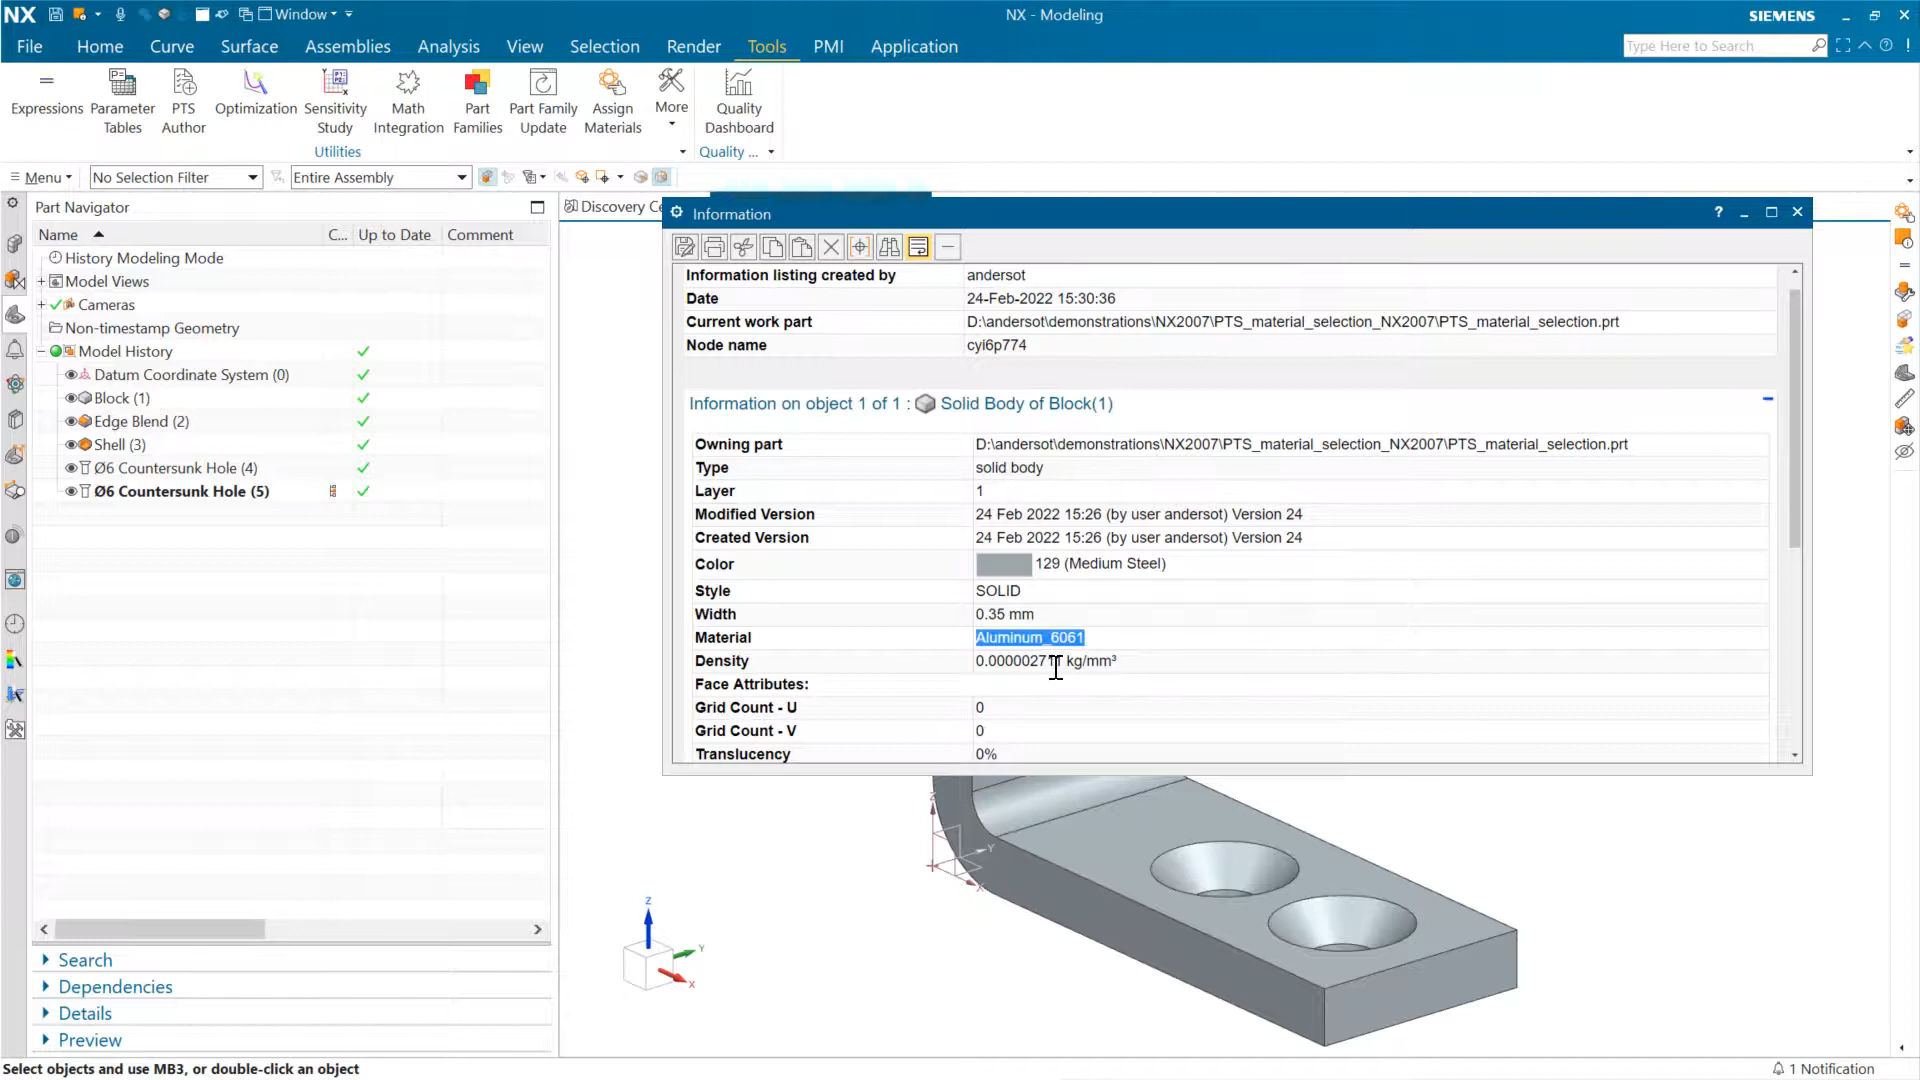 NX Window NX - Modeling SIEMENS
File Home Curve Surface Assemblies Analysis View Selection Render Tools PMI Application Type Here to Search
Expressions Parameter Tables PTS Author Optimization Sensitivity Study Math Integration Part Families Part Family Update Assign Materials More Quality Dashboard
Utilities Quality ...
Menu No Selection Filter Entire Assembly
Part Navigator
Discovery Ce
Name C... Up to Date Comment
History Modeling Mode
Model Views
Cameras
Non-timestamp Geometry
Model History
Datum Coordinate System (0)
Block (1)
Edge Blend (2)
Shell (3)
Ø6 Countersunk Hole (4)
Ø6 Countersunk Hole (5)
Search
Dependencies
Details
Preview
Information
Information listing created by andersot
Date 24-Feb-2022 15:30:36
Current work part D:\andersot\demonstrations\NX2007\PTS_material_selection_NX2007\PTS_material_selection.prt
Node name cyi6p774
Information on object 1 of 1 : Solid Body of Block(1)
Owning part D:\andersot\demonstrations\NX2007\PTS_material_selection_NX2007\PTS_material_selection.prt
Type solid body
Layer 1
Modified Version 24 Feb 2022 15:26 (by user andersot) Version 24
Created Version 24 Feb 2022 15:26 (by user andersot) Version 24
Color 129 (Medium Steel)
Style SOLID
Width 0.35 mm
Material Aluminum_6061
Density kg/mm³
Face Attributes:
Grid Count - U 0
Grid Count - V 0
Translucency 0%
Z
Y
X
Z
Y
X
Select objects and use MB3, or double-click an object
1 Notification